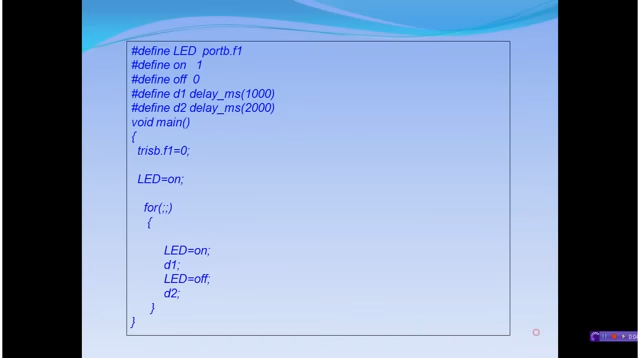 #define LED portb.f1
#define on 1
#define off 0
#define d1 delay_ms(1000)
#define d2 delay_ms(2000)
void main()
{
trisb.f1=0;
LED=on;
for(;;)
{
LED=on;
d1;
LED=off;
d2;
}
}